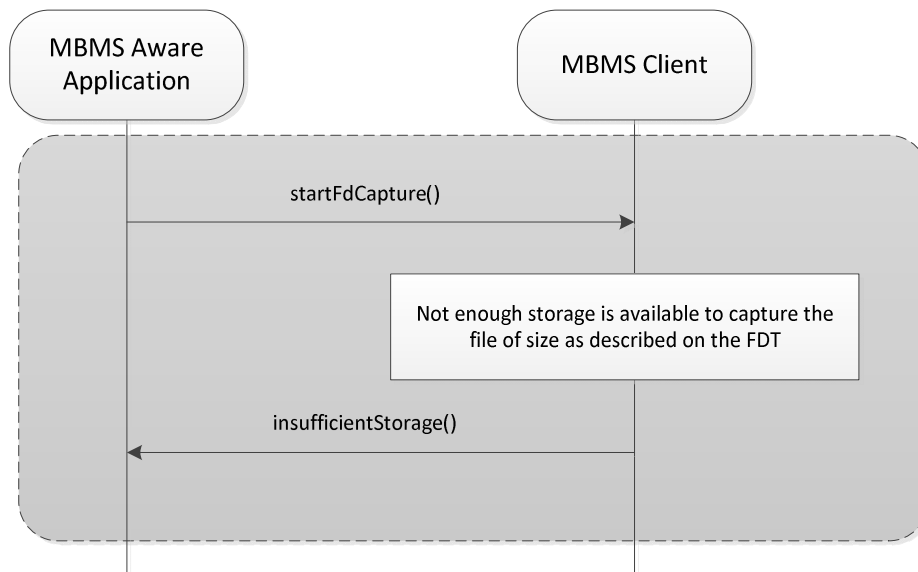 MBMS Aware
Application
MBMS Client
startFdCapture()
Not enough storage is available to capture the
file of size as described on the FDT
insufficientStorage()